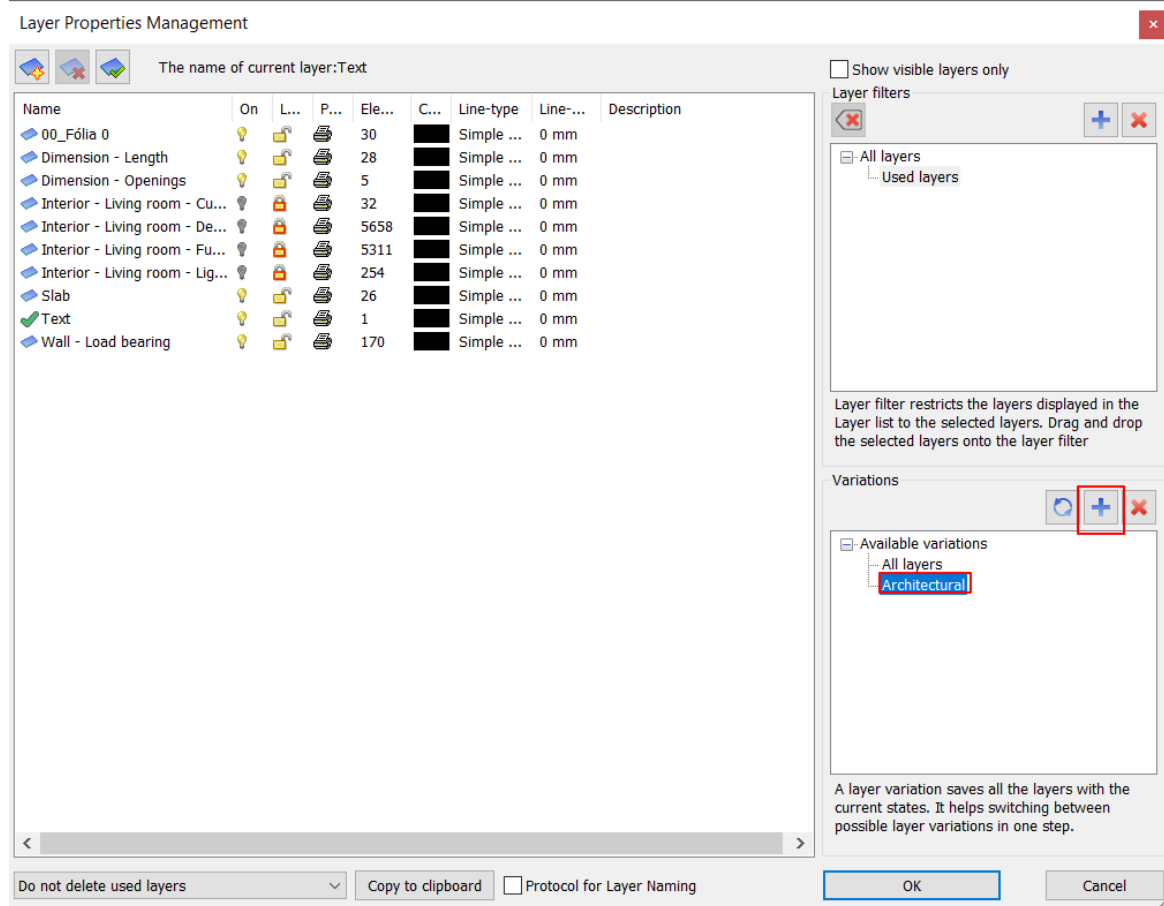 Layer Properties Management
The name of current layer:Text
Show visible layers only
Name On L... P... Ele... C... Line-type Line-... Description
00_Fólia 0 30 Simple ... 0 mm
Dimension - Length 28 Simple ... 0 mm
Dimension - Openings 5 Simple ... 0 mm
Interior - Living room - Cu... 32 Simple ... 0 mm
Interior - Living room - De... 5658 Simple ... 0 mm
Interior - Living room - Fu... 5311 Simple ... 0 mm
Interior - Living room - Lig... 254 Simple ... 0 mm
Slab 26 Simple ... 0 mm
Text 1 Simple ... 0 mm
Wall - Load bearing 170 Simple ... 0 mm
Layer filters
All layers
Used layers
Layer filter restricts the layers displayed in the
Layer list to the selected layers. Drag and drop
the selected layers onto the layer filter
Variations
Available variations
All layers
Architectural
A layer variation saves all the layers with the
current states. It helps switching between
possible layer variations in one step.
Do not delete used layers
Copy to clipboard
Protocol for Layer Naming
OK
Cancel